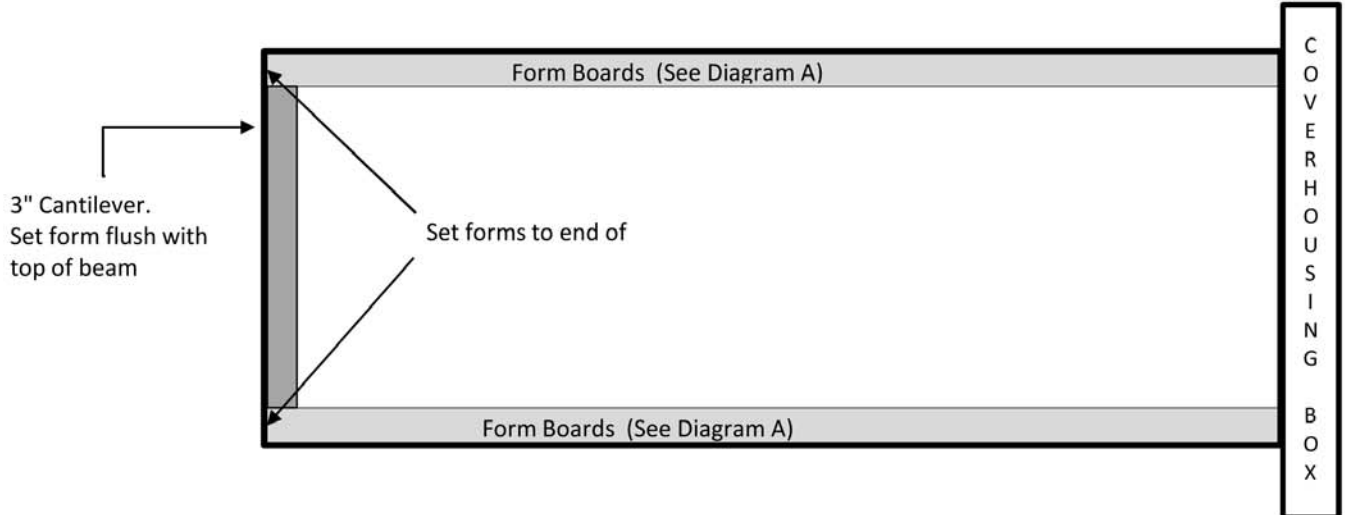 Form Boards (See Diagram A)
3" Cantilever.
Set form flush with
top of beam
Set forms to end of
Form Boards (See Diagram A)
COVERHOUSING BOX